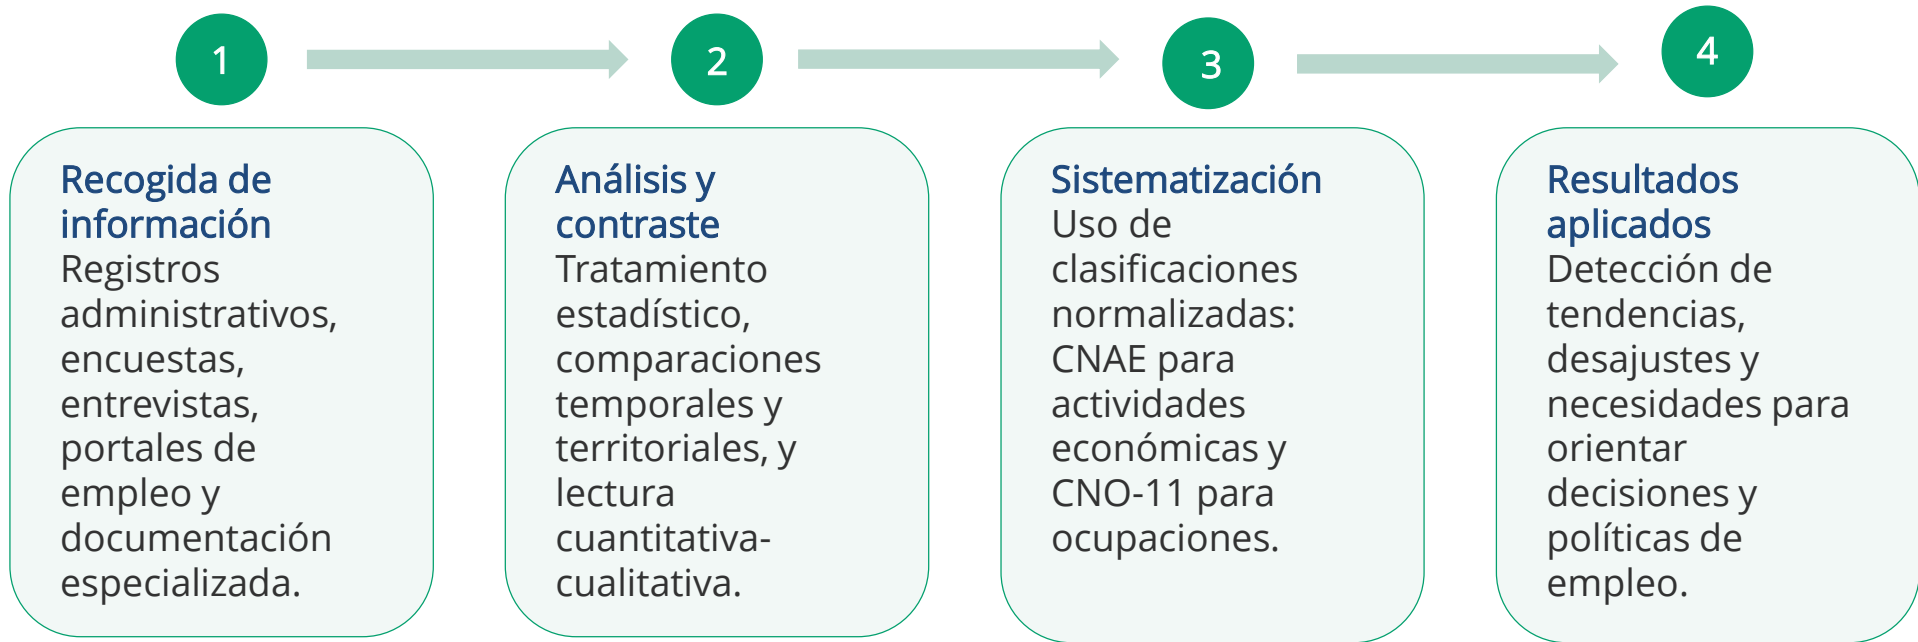 1
2
3
4
Recogida de
información
Registros
administrativos,
encuestas,
entrevistas,
portales de
empleo y
documentación
especializada.
Análisis y
contraste
Tratamiento
estadístico,
comparaciones
temporales y
territoriales, y
lectura
cuantitativa-
cualitativa.
Sistematización
Uso de
clasificaciones
normalizadas:
CNAE para
actividades
económicas y
CNO-11 para
ocupaciones.
Resultados
aplicados
Detección de
tendencias,
desajustes y
necesidades para
orientar
decisiones y
políticas de
empleo.